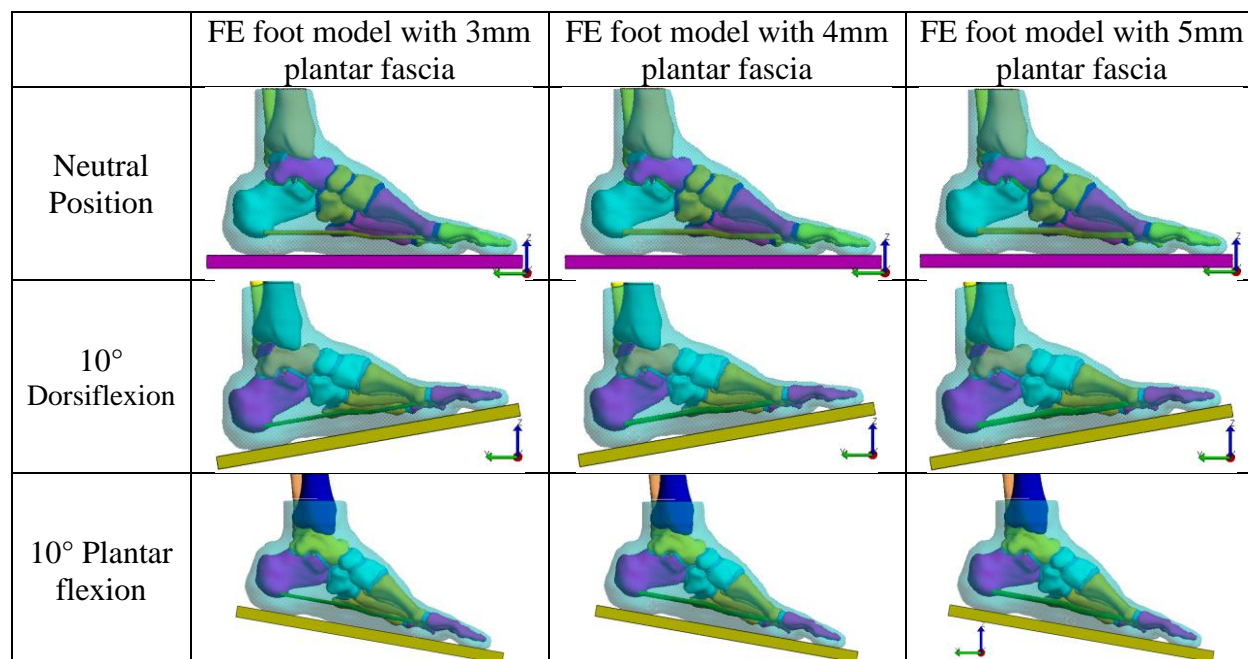 FE foot model with 3mm
plantar fascia
FE foot model with 4mm
plantar fascia
FE foot model with 5mm
plantar fascia
Neutral
Position
10°
Dorsiflexion
10° Plantar
flexion